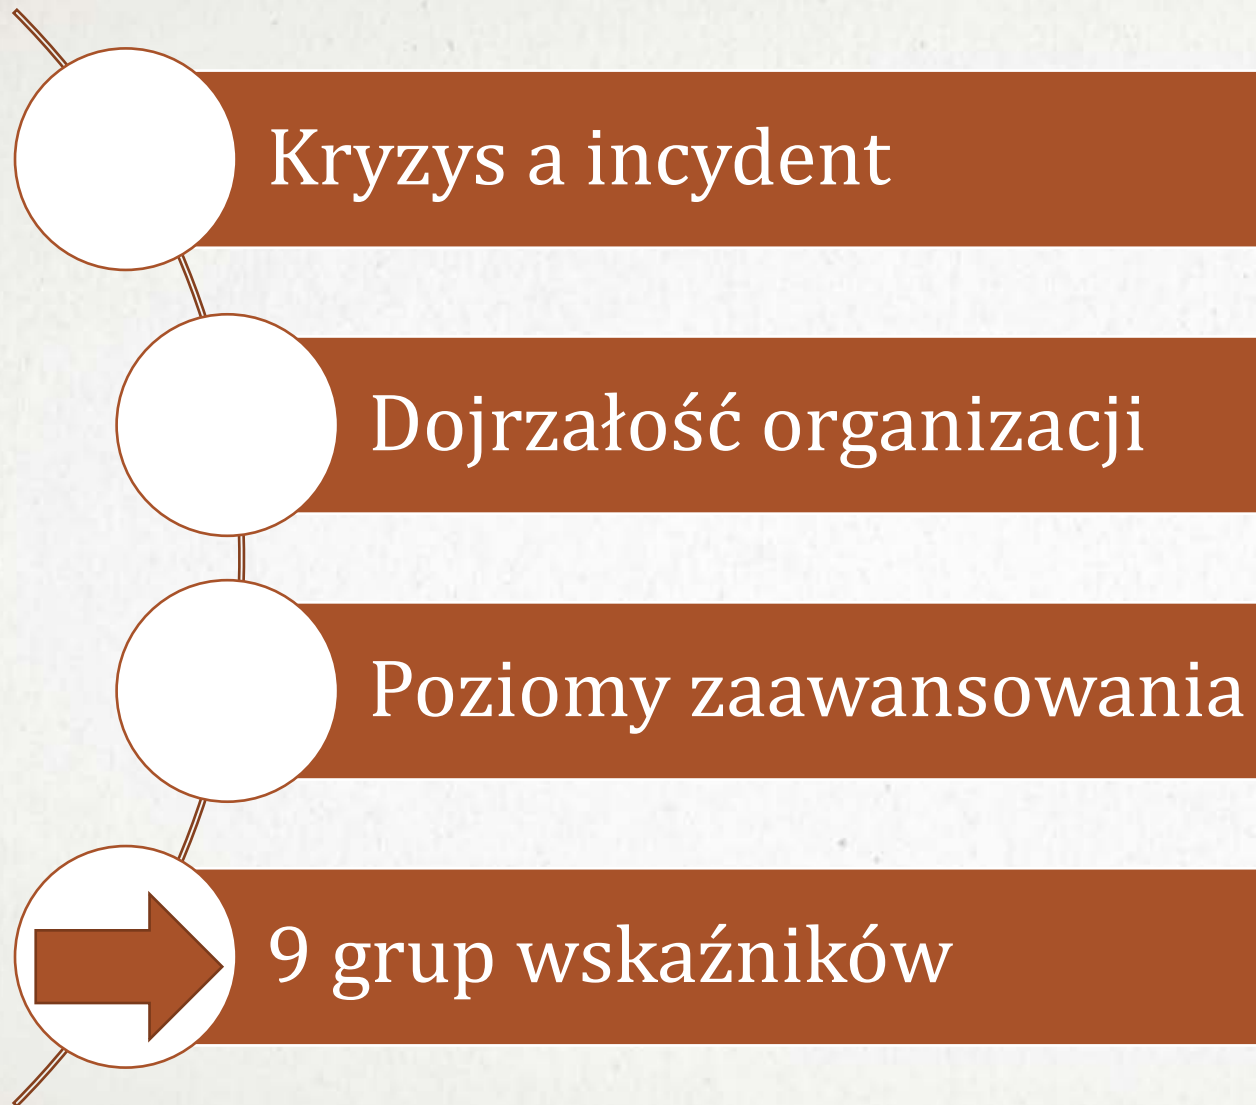 Kryzys a incydent
Dojrzałość organizacji
Poziomy zaawansowania
9 grup wskaźników